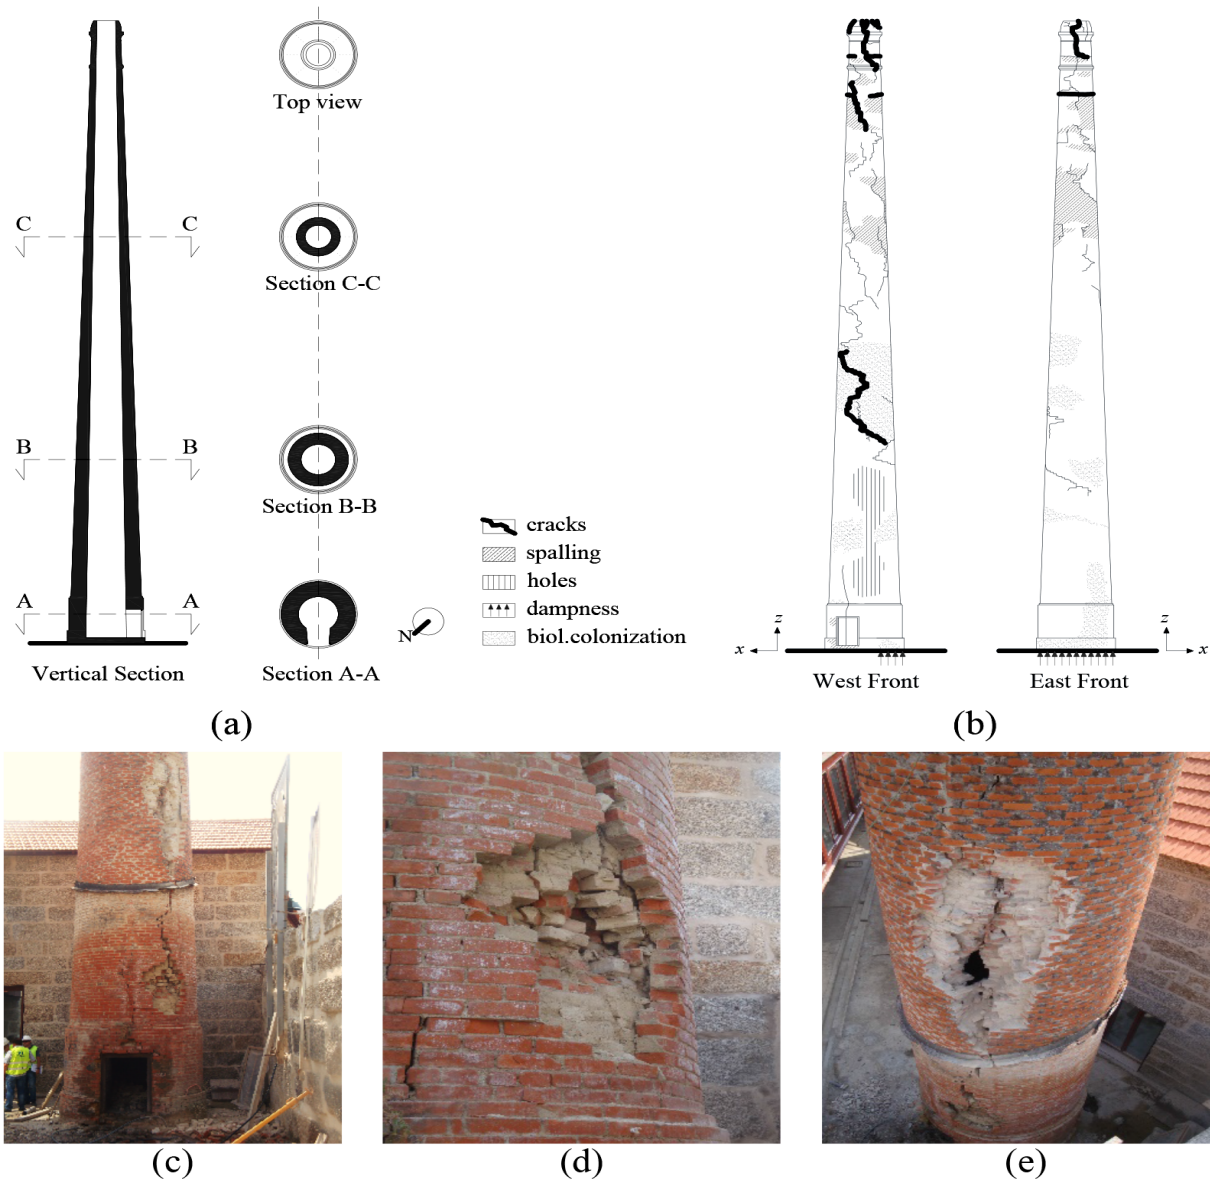 Top view
C C
Section C-C
B B
Section B-B
A A
N
Section A-A
Vertical Section
cracks
spalling
holes
dampness
biol.colonization
z
x
West Front
z
x
East Front
(a)
(b)
(c)
(d)
(e)